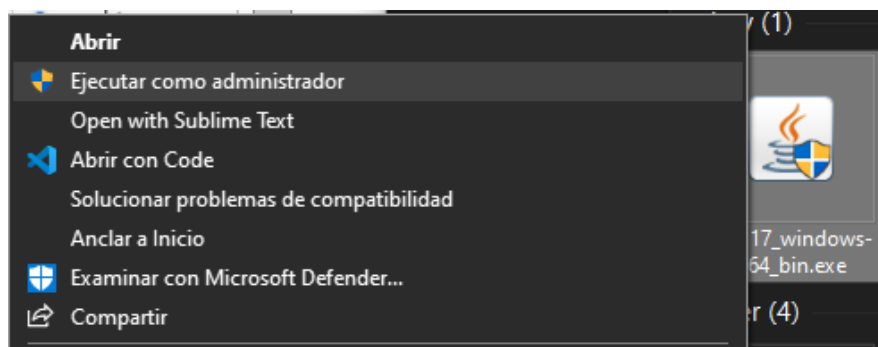 Abrir
Ejecutar como administrador
Open with Sublime Text
Abrir con Code
Solucionar problemas de compatibilidad
Anclar a Inicio
Examinar con Microsoft Defender...
Compartir
(1)
17_windows-
64_bin.exe
r (4)